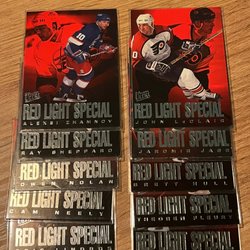 RED LIGHT SPECIAL
ALEXEI ZHAMNOV
RED LIGHT SPECIAL
RAY SHEPPARD
RED LIGHT SPECIAL
OWEN NOLAN
RED LIGHT SPECIAL
CAM NEELY
RED LIGHT SPECIAL
RED LIGHT SPECIAL
JOHN LECLAIR
RED LIGHT SPECIAL
JAROMIR JAGR
RED LIGHT SPECIAL
BRETT HULL
RED LIGHT SPECIAL
THEOREN FLEURY
RED LIGHT SPECIAL